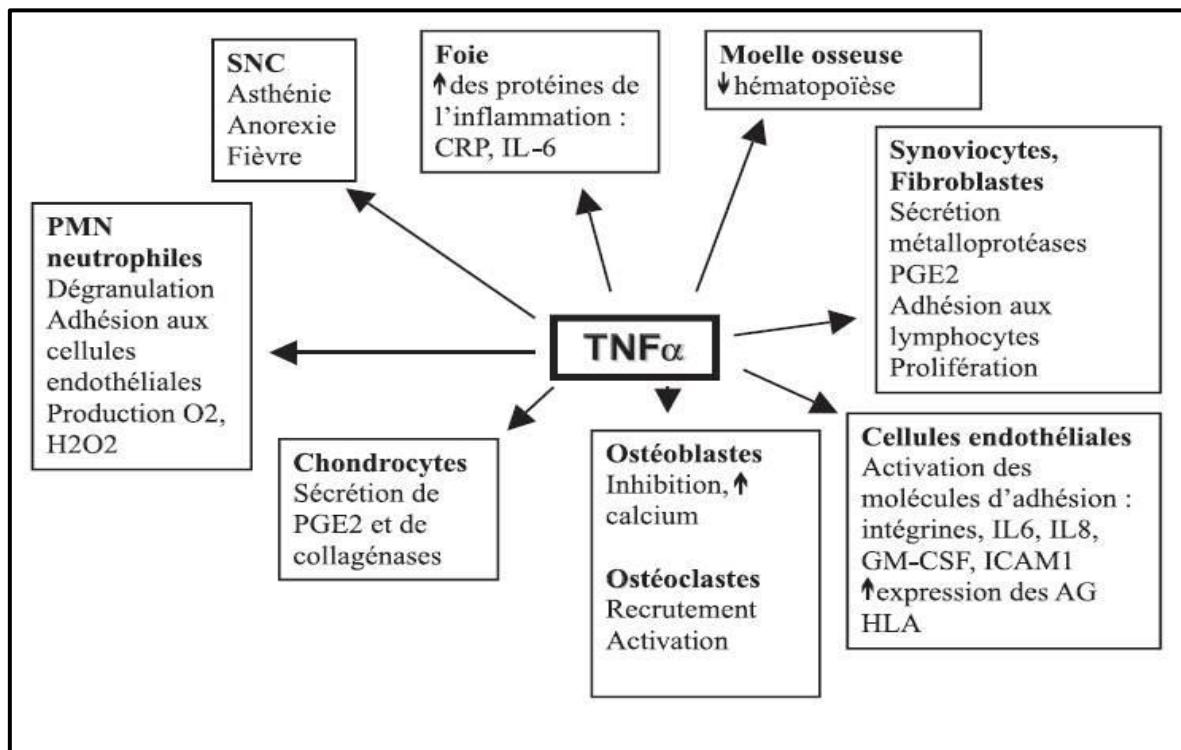 SNC
Asthénie
Anorexie
Fièvre
Foie
↑des protéines de
l’inflammation :
CRP, IL-6
Moelle osseuse
↓hématopoïèse
PMN
neutrophiles
Dégranulation
Adhésion aux
cellules
endothéliales
Production O2,
H2O2
TNFα
Synoviocytes,
Fibroblastes
Sécrétion
métalloprotéases
PGE2
Adhésion aux
lymphocytes
Prolifération
Chondrocytes
Sécrétion de
PGE2 et de
collagénases
Ostéoblastes
Inhibition, ↑
calcium
Ostéoclastes
Recrutement
Activation
Cellules endothéliales
Activation des
molécules d’adhésion :
intégrines, IL6, IL8,
GM-CSF, ICAM1
↑expression des AG
HLA